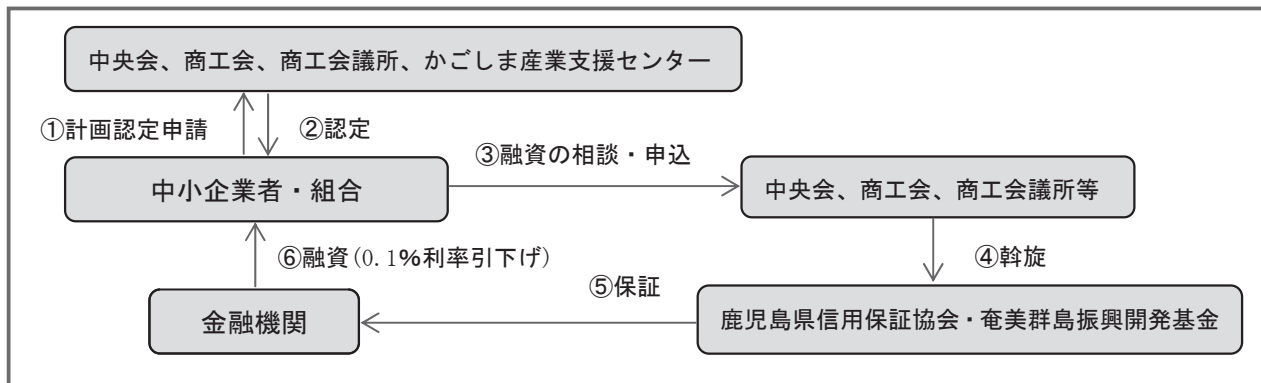 中央会、商工会、商工会議所、かごしま産業支援センター
①計画認定申請
②認定
③融資の相談・申込
中小企業者・組合
中央会、商工会、商工会議所等
⑥融資(0.1%利率引下げ)
④斡旋
⑤保証
金融機関
鹿児島県信用保証協会・奄美群島振興開発基金